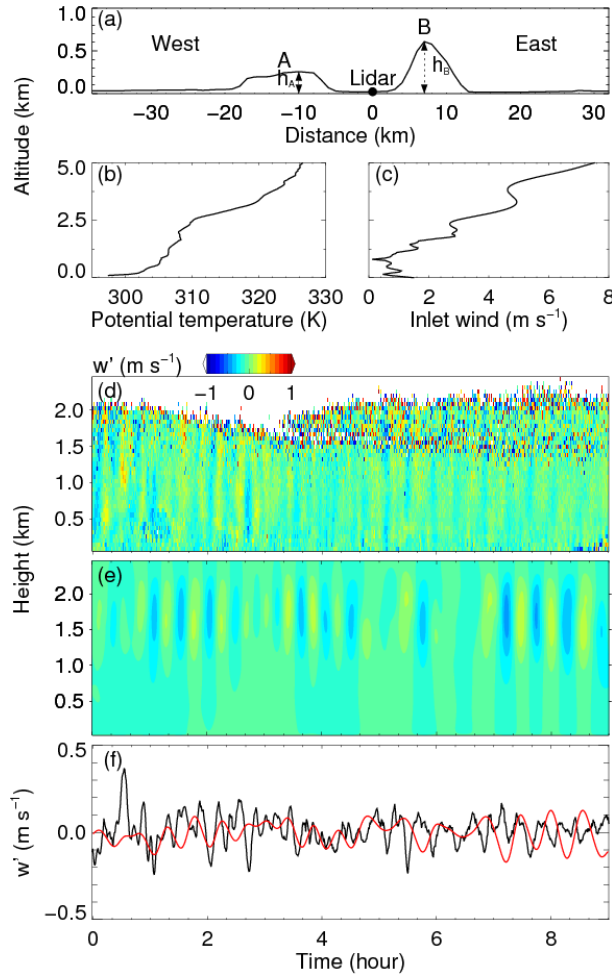 (a)
1.0
West
B
East
0.5
A
h_A
Lidar
h_B
0.0
−30 −20 −10 0 10 20 30
Distance (km)
Altitude (km)
(b) (c)
5.0
2.5
0.0
300 310 320 330 0 2 4 6 8
Potential temperature (K) Inlet wind (m s⁻¹)
w' (m s⁻¹)
−1 0 1
(d)
2.0
1.5
1.0
0.5
Height (km)
(e)
2.0
1.5
1.0
0.5
(f)
0.5
0.0
−0.5
w' (m s⁻¹)
0 2 4 6 8
Time (hour)